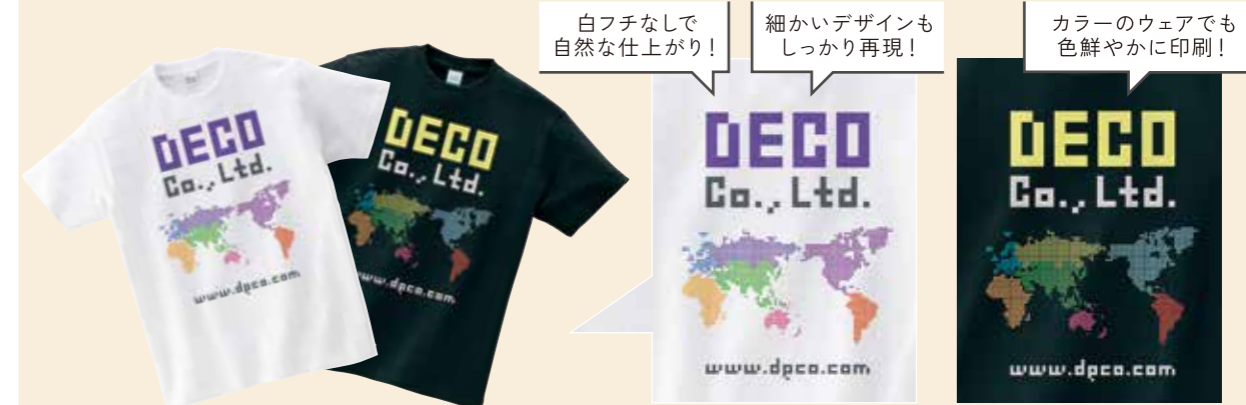 白フチなしで
自然な仕上がり!
細かいデザインも
しっかり再現!
カラーのウェアでも
色鮮やかに印刷!
DECO
Co., Ltd.
www.dpco.com
DECO
Co., Ltd.
www.dpco.com
DECO
Co., Ltd.
www.dpco.com
DECO
Co., Ltd.
www.dpco.com